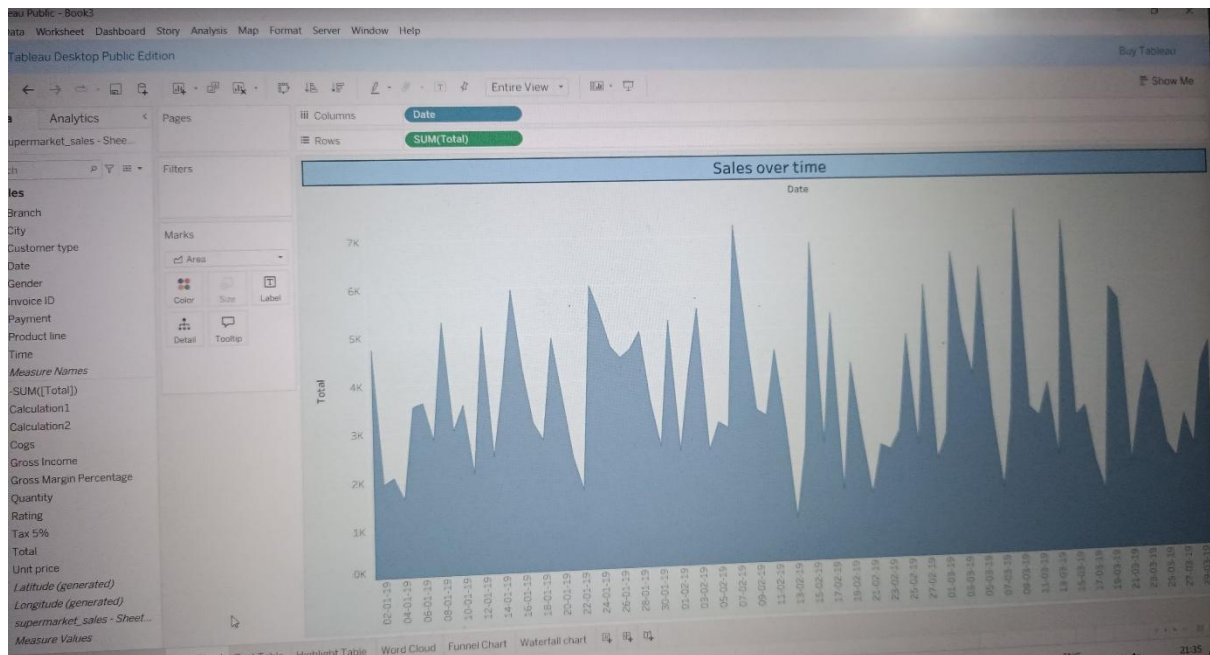 eau Public - Book3
ata Worksheet Dashboard Story Analysis Map Format Server Window Help
Tableau Desktop Public Edition
Buy Tableau
Entire View
Show Me
Analytics
Pages
Columns
Date
upermarket_sales - Shee...
Rows
SUM(Total)
Filters
Sales over time
Date
les
Branch
City
Customer type
Date
Gender
Invoice ID
Payment
Product line
Time
Measure Names
-SUM([Total])
Calculation1
Calculation2
Cogs
Gross Income
Gross Margin Percentage
Quantity
Rating
Tax 5%
Total
Unit price
Latitude (generated)
Longitude (generated)
supermarket_sales - Sheet...
Measure Values
Marks
Area
Color Size Label
Detail Tooltip
Total
7K
6K
5K
4K
3K
2K
1K
0K
02-01-19
04-01-19
06-01-19
08-01-19
10-01-19
12-01-19
14-01-19
16-01-19
18-01-19
20-01-19
22-01-19
24-01-19
26-01-19
28-01-19
30-01-19
01-02-19
03-02-19
05-02-19
07-02-19
09-02-19
11-02-19
13-02-19
15-02-19
17-02-19
19-02-19
21-02-19
23-02-19
25-02-19
27-02-19
01-03-19
03-03-19
05-03-19
07-03-19
09-03-19
11-03-19
13-03-19
15-03-19
17-03-19
19-03-19
21-03-19
23-03-19
25-03-19
27-03-19
29-03-19
Highlight Table Word Cloud Funnel Chart Waterfall chart
21:35